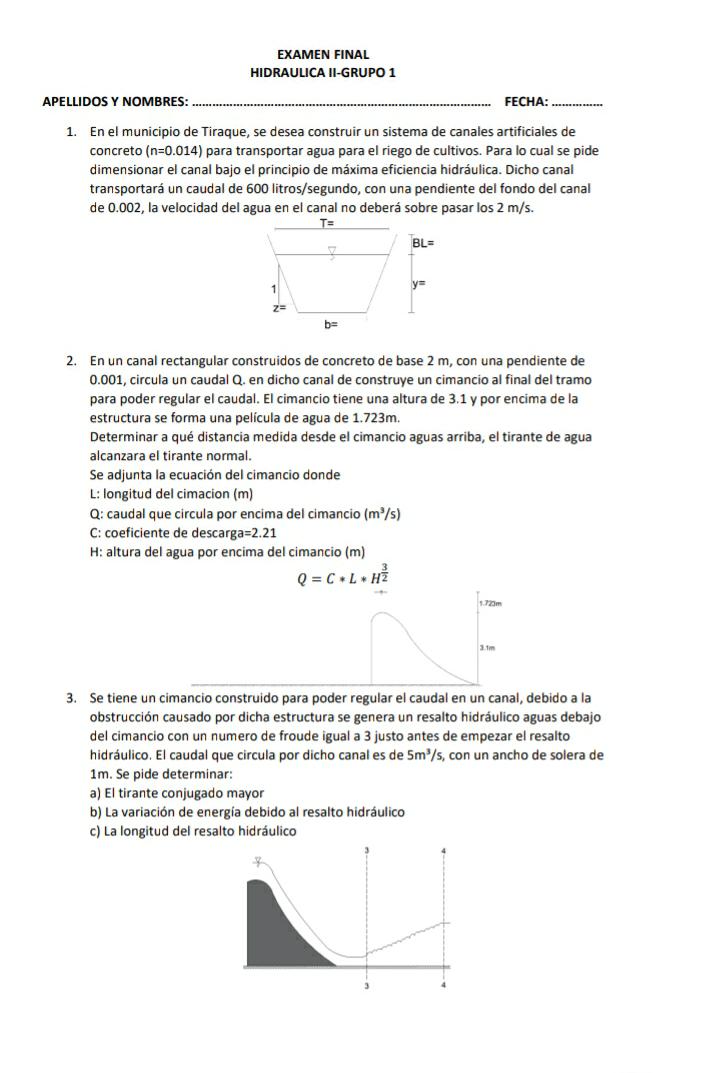 EXAMEN FINAL
HIDRAULICA II-GRUPO 1
APELLIDOS Y NOMBRES: ........................................................................................ FECHA: ...............
1. En el municipio de Tiraque, se desea construir un sistema de canales artificiales de
concreto (n=0.014) para transportar agua para el riego de cultivos. Para lo cual se pide
dimensionar el canal bajo el principio de máxima eficiencia hidráulica. Dicho canal
transportará un caudal de 600 litros/segundo, con una pendiente del fondo del canal
de 0.002, la velocidad del agua en el canal no deberá sobre pasar los 2 m/s.
T=
BL=
y=
1
z=
b=
2. En un canal rectangular construidos de concreto de base 2 m, con una pendiente de
0.001, circula un caudal Q. en dicho canal de construye un cimancio al final del tramo
para poder regular el caudal. El cimancio tiene una altura de 3.1 y por encima de la
estructura se forma una película de agua de 1.723m.
Determinar a qué distancia medida desde el cimancio aguas arriba, el tirante de agua
alcanzara el tirante normal.
Se adjunta la ecuación del cimancio donde
L: longitud del cimacion (m)
Q: caudal que circula por encima del cimancio (m³/s)
C: coeficiente de descarga=2.21
H: altura del agua por encima del cimancio (m)
Q = C ∗ L ∗ H^(3/2)
1.723m
3.1m
3. Se tiene un cimancio construido para poder regular el caudal en un canal, debido a la
obstrucción causado por dicha estructura se genera un resalto hidráulico aguas debajo
del cimancio con un numero de froude igual a 3 justo antes de empezar el resalto
hidráulico. El caudal que circula por dicho canal es de 5m³/s, con un ancho de solera de
1m. Se pide determinar:
a) El tirante conjugado mayor
b) La variación de energía debido al resalto hidráulico
c) La longitud del resalto hidráulico
3 4
3 4